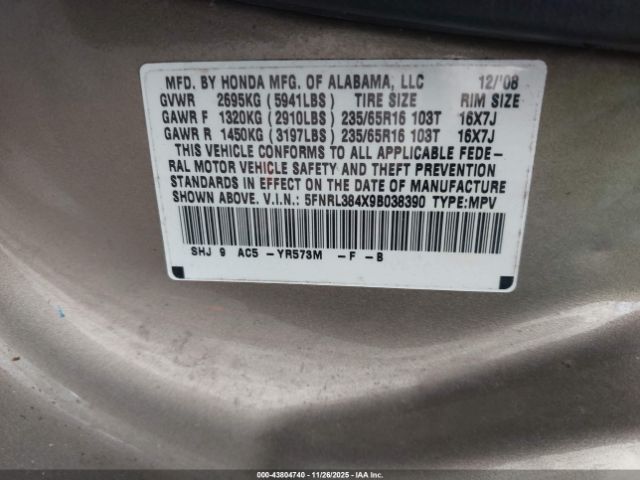 MFD. BY HONDA MFG. OF ALABAMA, LLC 12/'08
GVWR 2695KG (5941LBS) TIRE SIZE RIM SIZE
GAWR F 1320KG (2910LBS) 235/65R16 103T 16X7J
GAWR R 1450KG (3197LBS) 235/65R16 103T 16X7J
THIS VEHICLE CONFORMS TO ALL APPLICABLE FEDE-
RAL MOTOR VEHICLE SAFETY AND THEFT PREVENTION
STANDARDS IN EFFECT ON THE DATE OF MANUFACTURE
SHOWN ABOVE. V.I.N.: 5FNRL384X9B038390 TYPE:MPV
SHJ 9 AC5 -YR573M -F -B
000-43804740 - 11/26/2025 - IAAI.COM